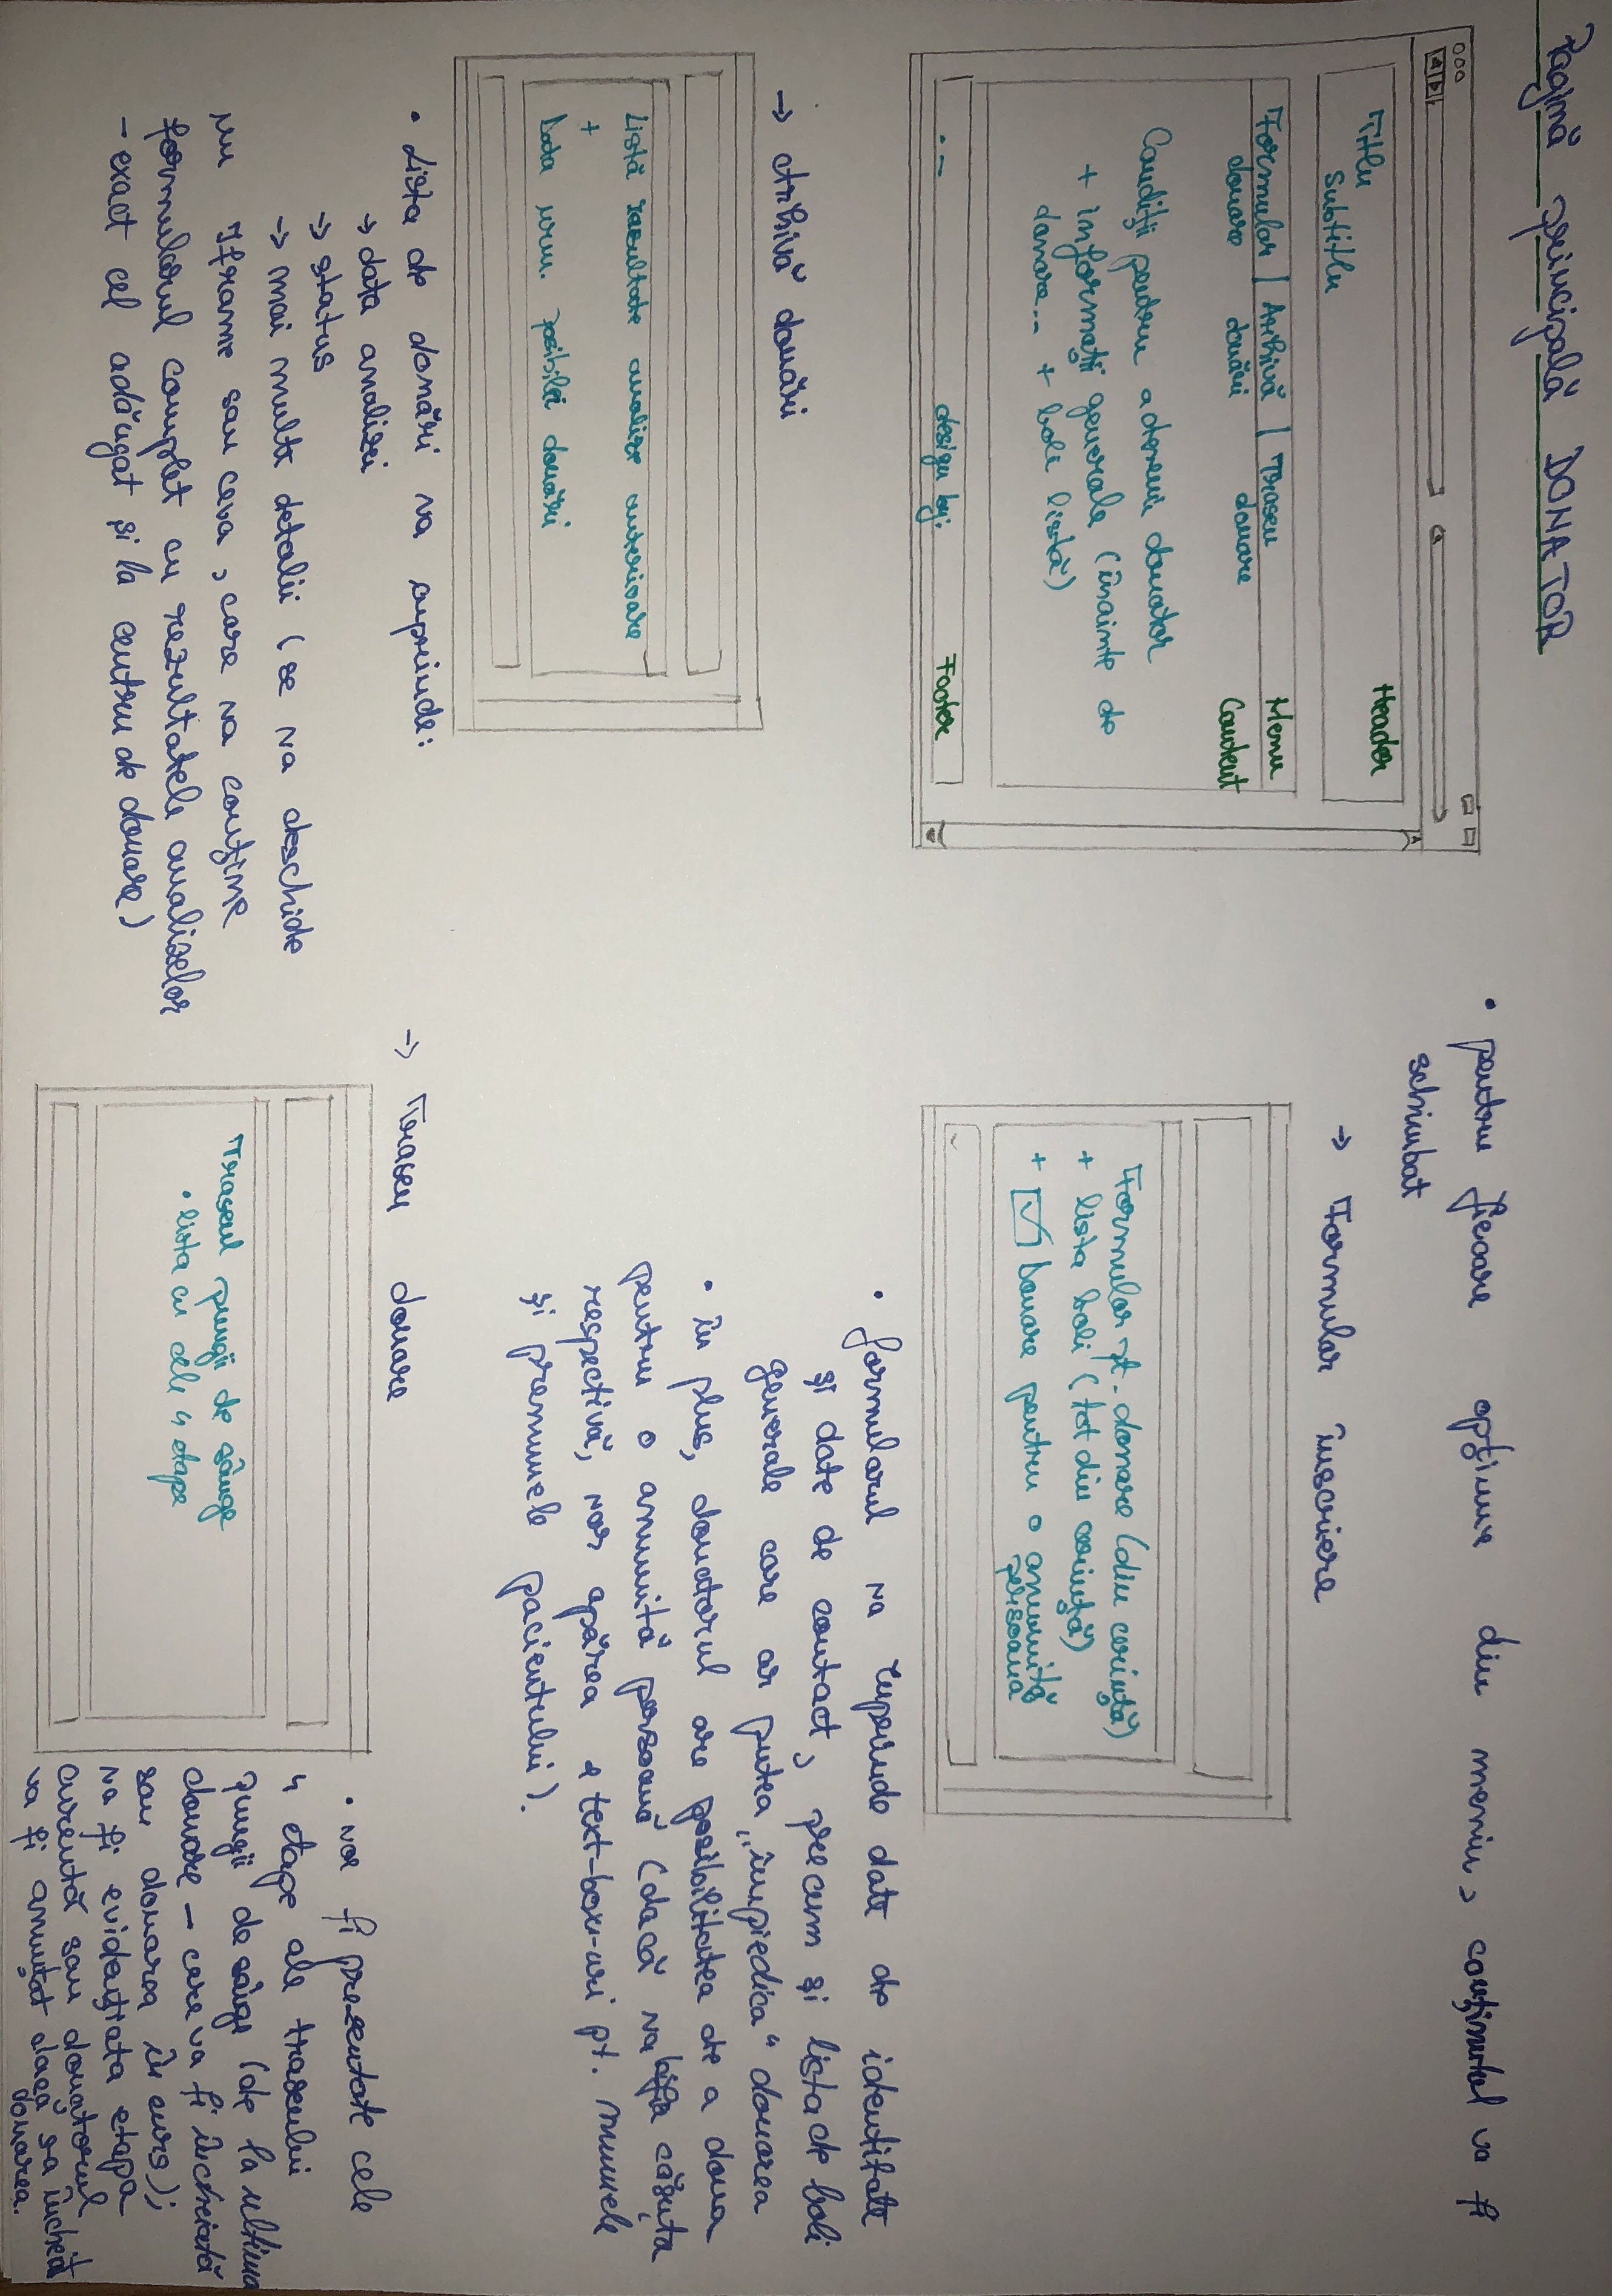 Pagină principală DONATOR
Titlu
Subtitlu
Header
Formular | Arhivă | Traseu
donare donări donare
Menu
Content
Condiții pentru a deveni donator
+ informații generale (înainte de
donare... + boli listă)
design by:
Footer
• pentru fiecare opțiune din meniu, conținutul va fi
schimbat
→ Formular înscriere
Formular pt. donare (din cerință)
+ lista boli (tot din cerință)
+ ☑ Donare pentru o anumită
persoană
• formularul va cuprinde date de identitate
și date de contact, precum și lista de boli
generale care ar putea „împiedica" donarea
• în plus, donatorul are posibilitatea de a dona
pentru o anumită persoană (dacă va bifa căsuța
respectivă, vor apărea 2 text-box-uri pt. numele
și prenumele pacientului).
→ Arhivă donări
Listă rezultate analize anterioare
+
Data urm. posibilei donări
• Lista de donări va cuprinde:
→ data analizei
→ status
→ mai multe detalii (se va deschide
un Iframe sau ceva, care va conține
formularul complet cu rezultatele analizelor
- exact cel adăugat și la centru de donare)
→ Traseu donare
Traseul pungii de sânge
• lista cu cele 4 etape
• vor fi prezentate cele
4 etape ale traseului
pungii de sânge (de la ultima
donare - care va fi încheiată
sau donarea în curs);
va fi evidențiata etapa
curentă sau donatorul
va fi anunțat dacă s-a încheiat
donarea.